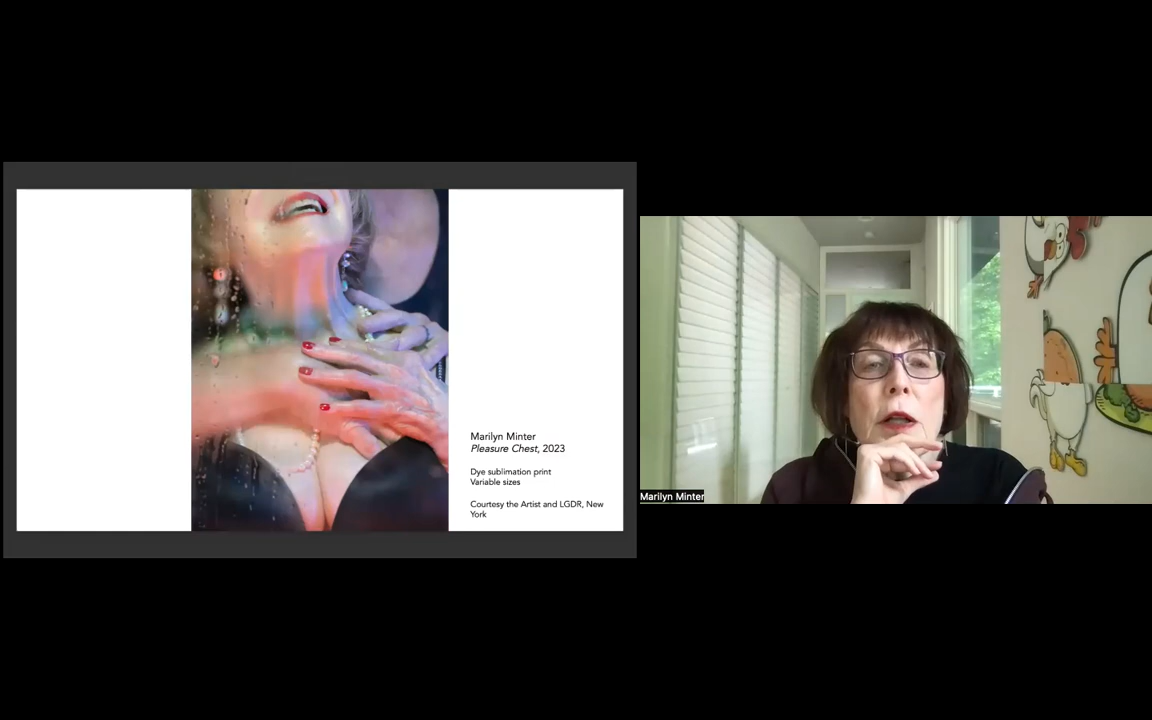 Marilyn Minter
Pleasure Chest, 2023
Dye sublimation print
Variable sizes
Courtesy the Artist and LGDR, New
York
Marilyn Minter